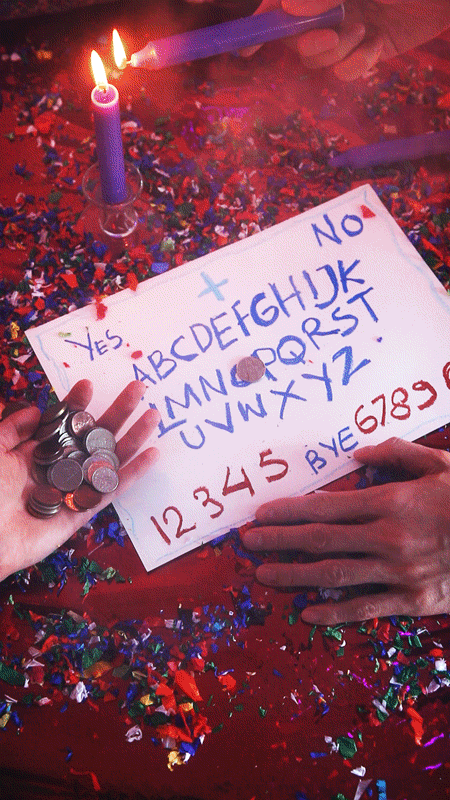 YES + NO
ABCDEFGHIJK
LMNOPQRST
UVWXYZ
12345 BYE 6789